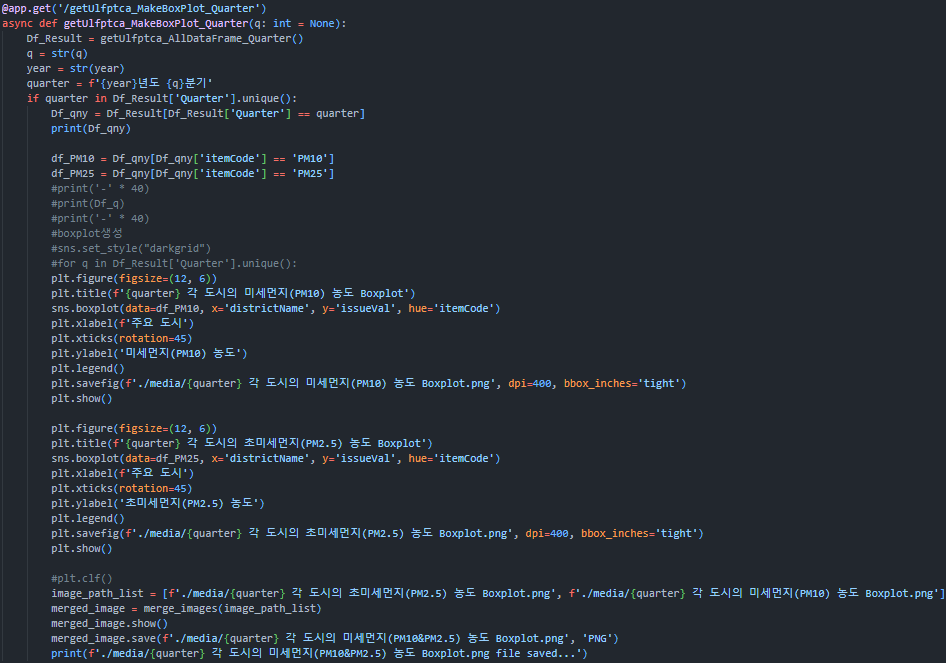 @app.get('/getUlfptca_MakeBoxPlot_Quarter')
async def getUlfptca_MakeBoxPlot_Quarter(q: int = None):
    Df_Result = getUlfptca_AllDataFrame_Quarter()
    q = str(q)
    year = str(year)
    quarter = f'{year}년도 {q}분기'
    if quarter in Df_Result['Quarter'].unique():
        Df_qny = Df_Result[Df_Result['Quarter'] == quarter]
        print(Df_qny)

        df_PM10 = Df_qny[Df_qny['itemCode'] == 'PM10']
        df_PM25 = Df_qny[Df_qny['itemCode'] == 'PM25']
        #print('-' * 40)
        #print(Df_q)
        #print('-' * 40)
        #boxplot생성
        #sns.set_style("darkgrid")
        #for q in Df_Result['Quarter'].unique():
        plt.figure(figsize=(12, 6))
        plt.title(f'{quarter} 각 도시의 미세먼지(PM10) 농도 Boxplot')
        sns.boxplot(data=df_PM10, x='districtName', y='issueVal', hue='itemCode')
        plt.xlabel(f'주요 도시')
        plt.xticks(rotation=45)
        plt.ylabel('미세먼지(PM10) 농도')
        plt.legend()
        plt.savefig(f'./media/{quarter} 각 도시의 미세먼지(PM10) 농도 Boxplot.png', dpi=400, bbox_inches='tight')
        plt.show()

        plt.figure(figsize=(12, 6))
        plt.title(f'{quarter} 각 도시의 초미세먼지(PM2.5) 농도 Boxplot')
        sns.boxplot(data=df_PM25, x='districtName', y='issueVal', hue='itemCode')
        plt.xlabel(f'주요 도시')
        plt.xticks(rotation=45)
        plt.ylabel('초미세먼지(PM2.5) 농도')
        plt.legend()
        plt.savefig(f'./media/{quarter} 각 도시의 초미세먼지(PM2.5) 농도 Boxplot.png', dpi=400, bbox_inches='tight')
        plt.show()

        #plt.clf()
        image_path_list = [f'./media/{quarter} 각 도시의 초미세먼지(PM2.5) 농도 Boxplot.png', f'./media/{quarter} 각 도시의 미세먼지(PM10) 농도 Boxplot.png']
        merged_image = merge_images(image_path_list)
        merged_image.show()
        merged_image.save(f'./media/{quarter} 각 도시의 미세먼지(PM10&PM2.5) 농도 Boxplot.png', 'PNG')
        print(f'./media/{quarter} 각 도시의 미세먼지(PM10&PM2.5) 농도 Boxplot.png file saved...')